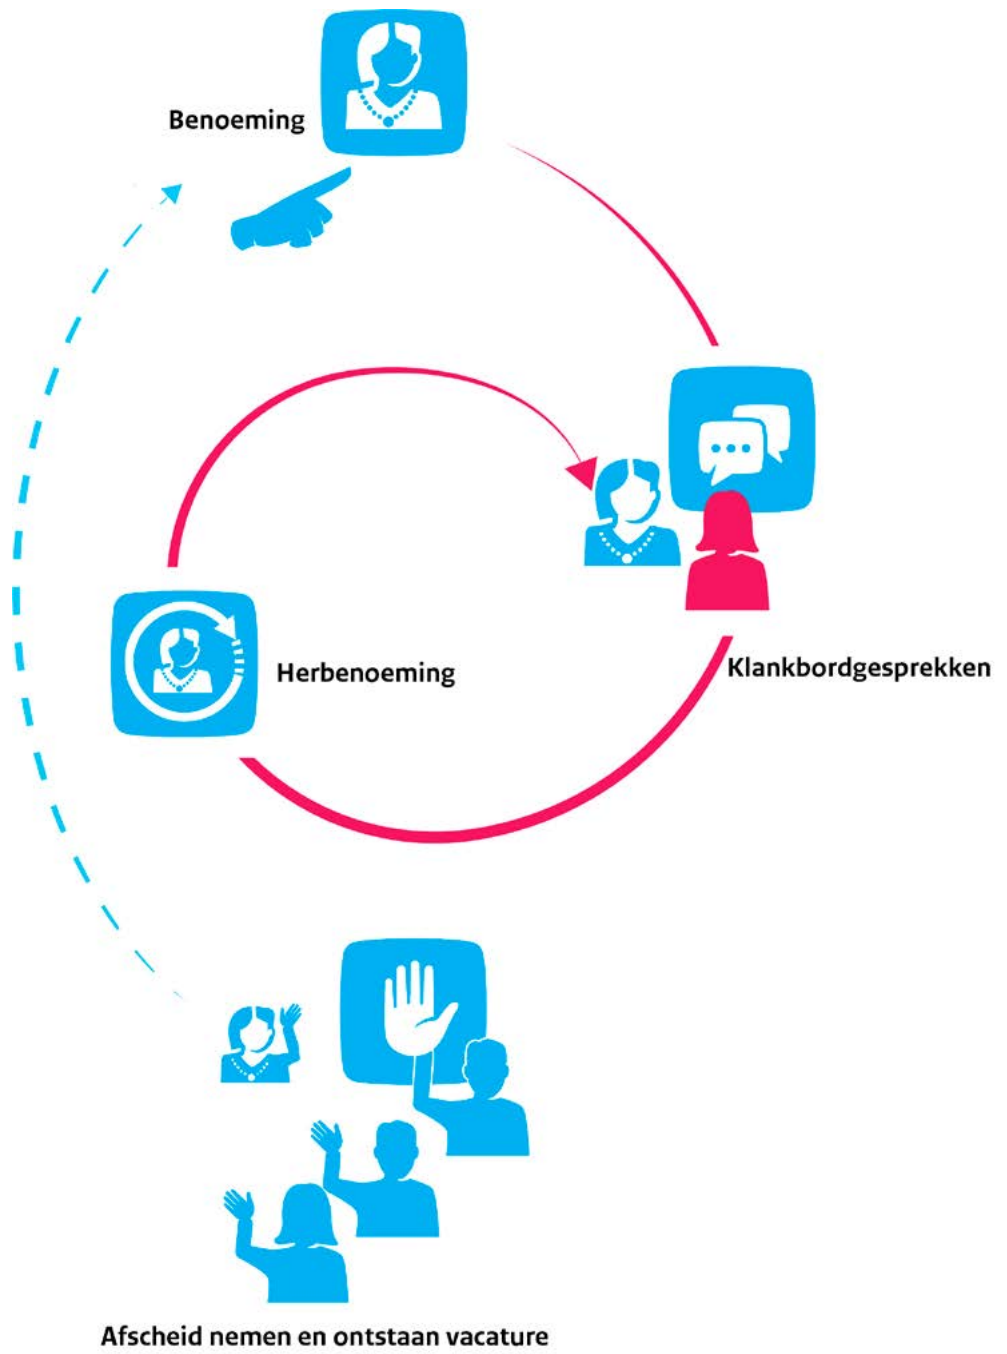 Benoeming
Klankbordgesprekken
Herbenoeming
Afscheid nemen en ontstaan vacature